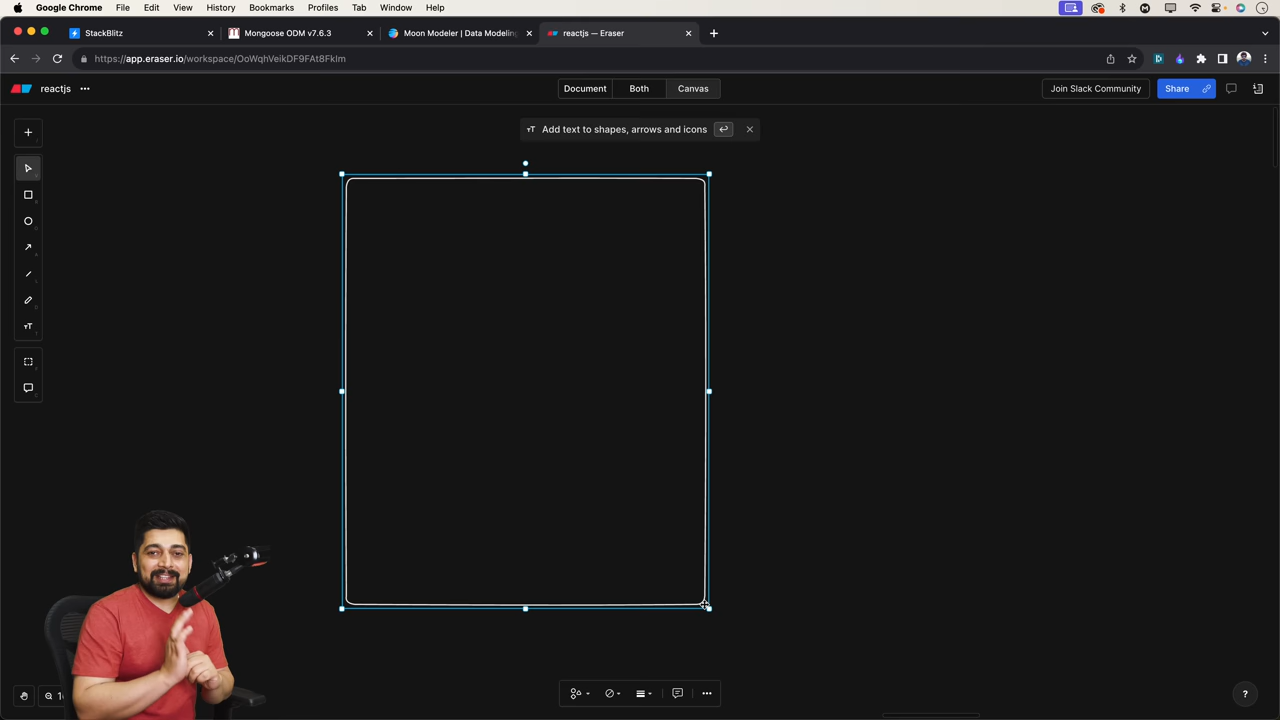 Google Chrome File Edit View History Bookmarks Profiles Tab Window Help
StackBlitz Mongoose ODM v7.6.3 Moon Modeler | Data Modeling reactjs — Eraser
https://app.eraser.io/workspace/OoWqhVeikDF9FAt8FkIm
reactjs Document Both Canvas Join Slack Community Share
Add text to shapes, arrows and icons
?